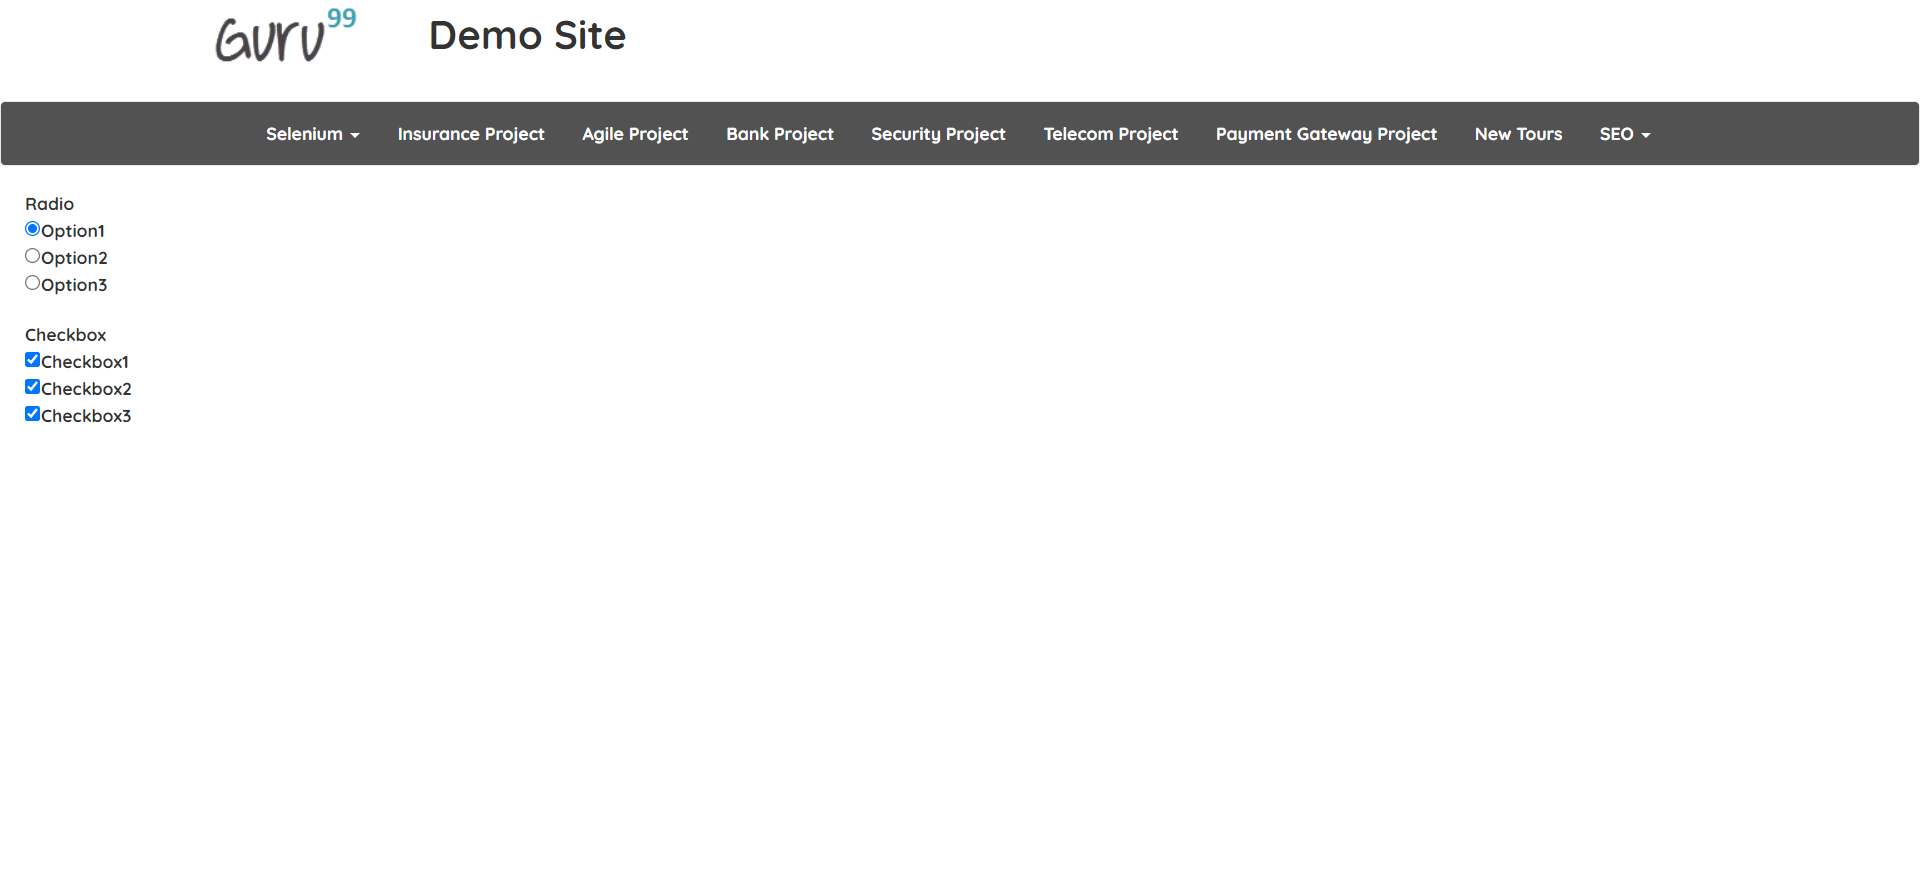 Guru99 Demo Site
Selenium Insurance Project Agile Project Bank Project Security Project Telecom Project Payment Gateway Project New Tours SEO
Radio
Option1
Option2
Option3
Checkbox
Checkbox1
Checkbox2
Checkbox3